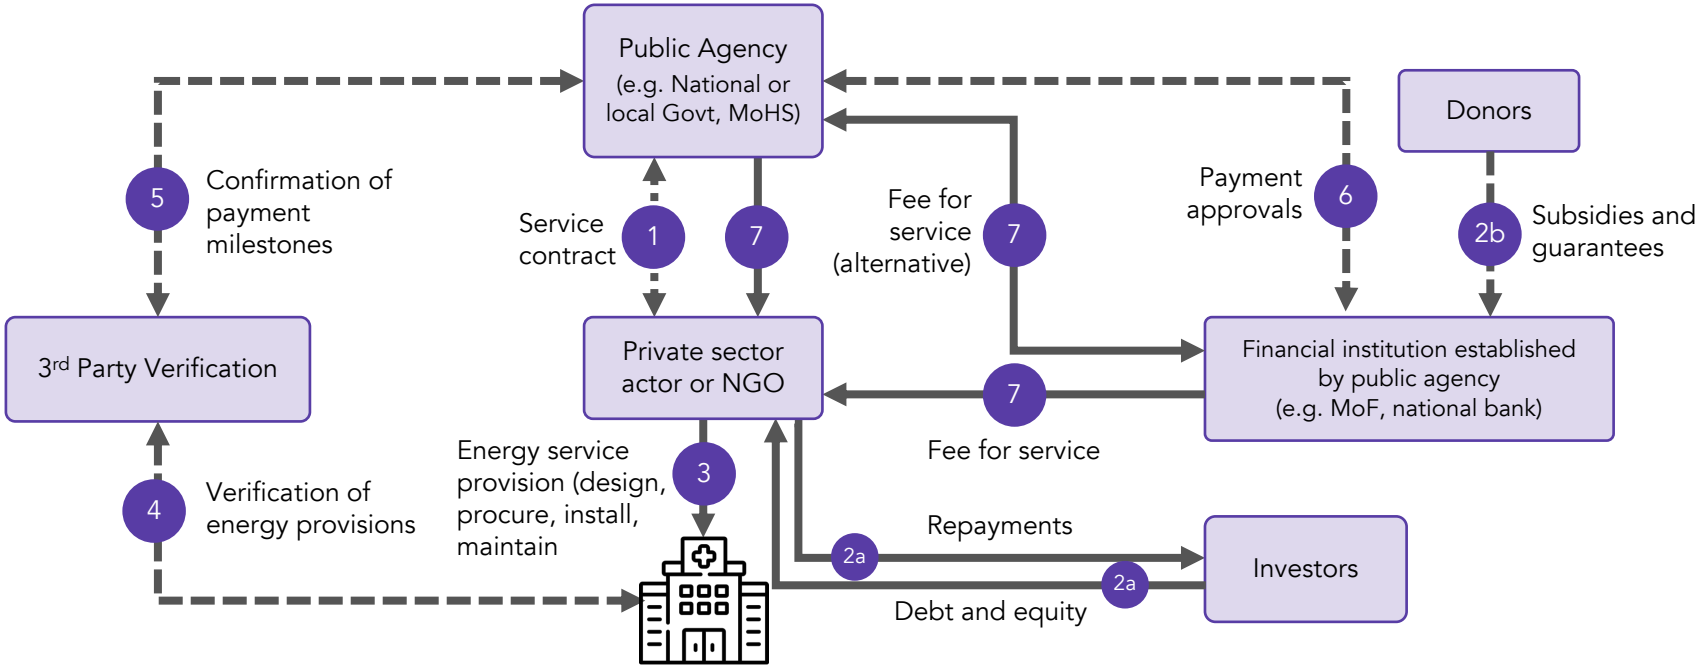 Public Agency
(e.g. National or
local Govt, MoHS)
Donors
5
Confirmation of
payment
milestones
Service
contract
1
7
Fee for
service
(alternative)
7
Payment
approvals
6
2b
Subsidies and
guarantees
3rd Party Verification
Private sector
actor or NGO
Financial institution established
by public agency
(e.g. MoF, national bank)
7
Fee for service
4
Verification of
energy provisions
Energy service
provision (design,
procure, install,
maintain
3
Repayments
2a
2a
Debt and equity
Investors